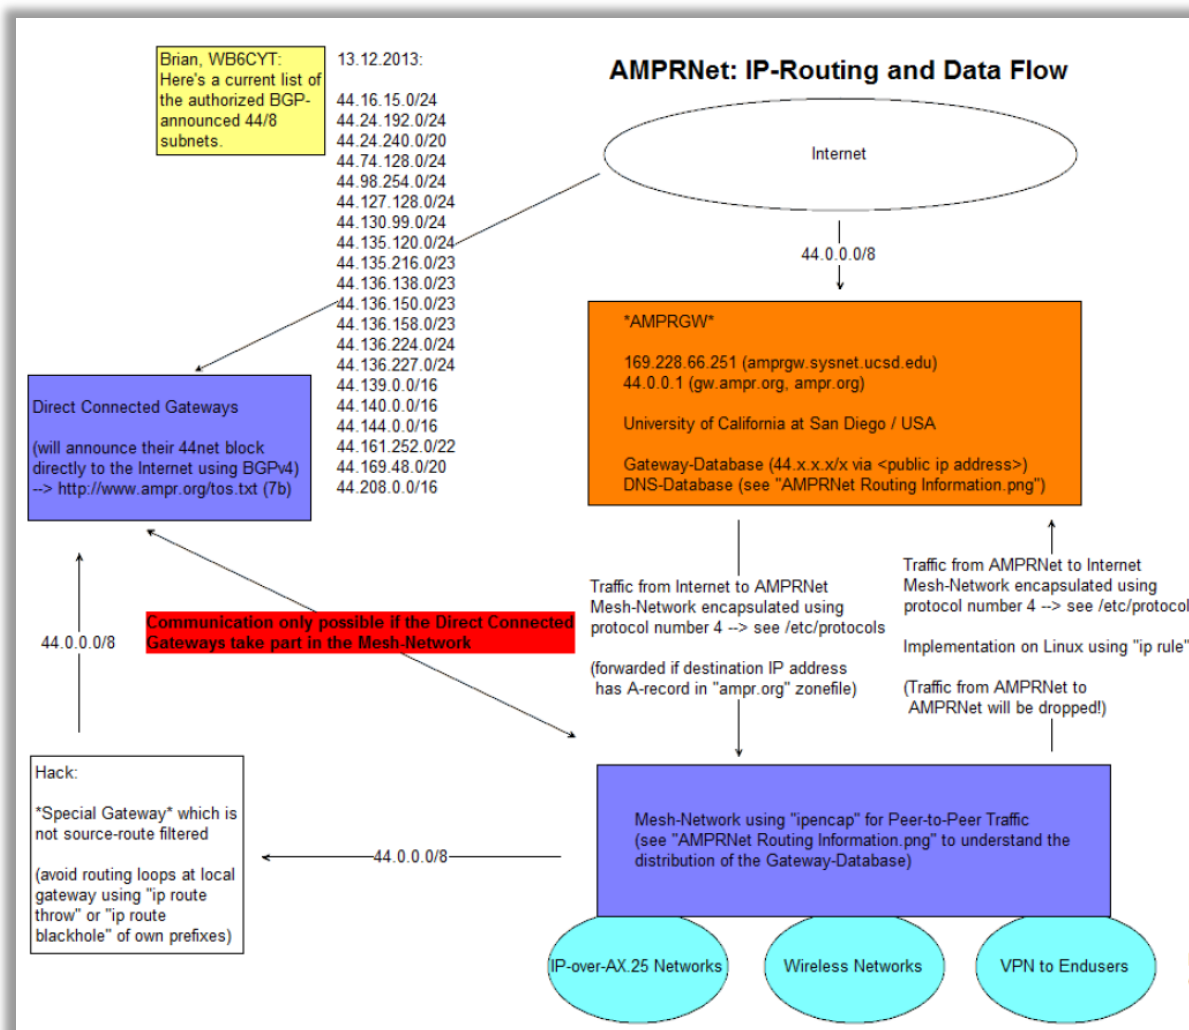 Brian, WB6CYT:
Here's a current list of
the authorized BGP-
announced 44/8
subnets.
13.12.2013:
44.16.15.0/24
44.24.192.0/24
44.24.240.0/20
44.74.128.0/24
44.98.254.0/24
44.127.128.0/24
44.130.99.0/24
44.135.120.0/24
44.135.216.0/23
44.136.138.0/23
44.136.150.0/23
44.136.158.0/23
44.136.224.0/24
44.136.227.0/24
44.139.0.0/16
44.140.0.0/16
44.144.0.0/16
44.161.252.0/22
44.169.48.0/20
44.208.0.0/16
AMPRNet: IP-Routing and Data Flow
Internet
44.0.0.0/8
*AMPRGW*
169.228.66.251 (amprgw.sysnet.ucsd.edu)
44.0.0.1 (gw.ampr.org, ampr.org)
University of California at San Diego / USA
Gateway-Database (44.x.x.x/x via <public ip address>)
DNS-Database (see "AMPRNet Routing Information.png")
Direct Connected Gateways
(will announce their 44net block
directly to the Internet using BGPv4)
--> http://www.ampr.org/tos.txt (7b)
Communication only possible if the Direct Connected
Gateways take part in the Mesh-Network
44.0.0.0/8
Traffic from Internet to AMPRNet
Mesh-Network encapsulated using
protocol number 4 --> see /etc/protocols
(forwarded if destination IP address
has A-record in "ampr.org" zonefile)
Traffic from AMPRNet to Internet
Mesh-Network encapsulated using
protocol number 4 --> see /etc/protocol
Implementation on Linux using "ip rule"
(Traffic from AMPRNet to
AMPRNet will be dropped!)
Hack:
*Special Gateway* which is
not source-route filtered
(avoid routing loops at local
gateway using "ip route
throw" or "ip route
blackhole" of own prefixes)
44.0.0.0/8
Mesh-Network using "ipencap" for Peer-to-Peer Traffic
(see "AMPRNet Routing Information.png" to understand the
distribution of the Gateway-Database)
IP-over-AX.25 Networks
Wireless Networks
VPN to Endusers